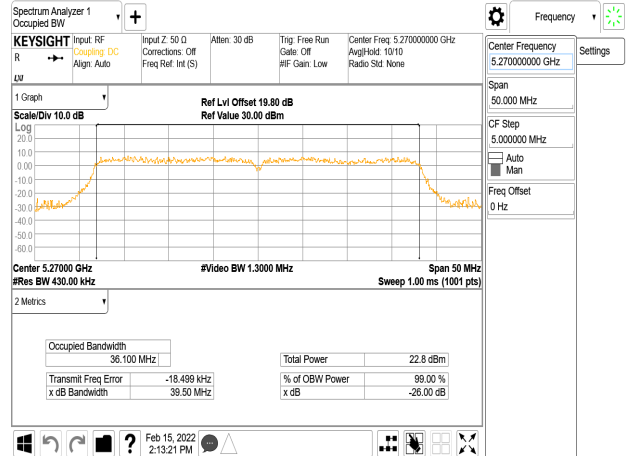 Spectrum Analyzer 1
Occupied BW
Frequency
KEYSIGHT
R
Input: RF
Coupling: DC
Align: Auto
Input Z: 50 Ω
Corrections: Off
Freq Ref: Int (S)
Atten: 30 dB
Trig: Free Run
Gate: Off
#IF Gain: Low
Center Freq: 5.270000000 GHz
Avg|Hold: 10/10
Radio Std: None
Center Frequency
5.270000000 GHz
Settings
Span
50.000 MHz
CF Step
5.000000 MHz
Auto
Man
Freq Offset
0 Hz
1 Graph
Scale/Div 10.0 dB
Ref Lvl Offset 19.80 dB
Ref Value 30.00 dBm
Log
20.0
10.0
0.00
-10.0
-20.0
-30.0
-40.0
-50.0
-60.0
Center 5.27000 GHz
#Video BW 1.3000 MHz
Span 50 MHz
#Res BW 430.00 kHz
Sweep 1.00 ms (1001 pts)
2 Metrics
Occupied Bandwidth
36.100 MHz
Total Power 22.8 dBm
Transmit Freq Error -18.499 kHz
% of OBW Power 99.00 %
x dB Bandwidth 39.50 MHz
x dB -26.00 dB
Feb 15, 2022
2:13:21 PM